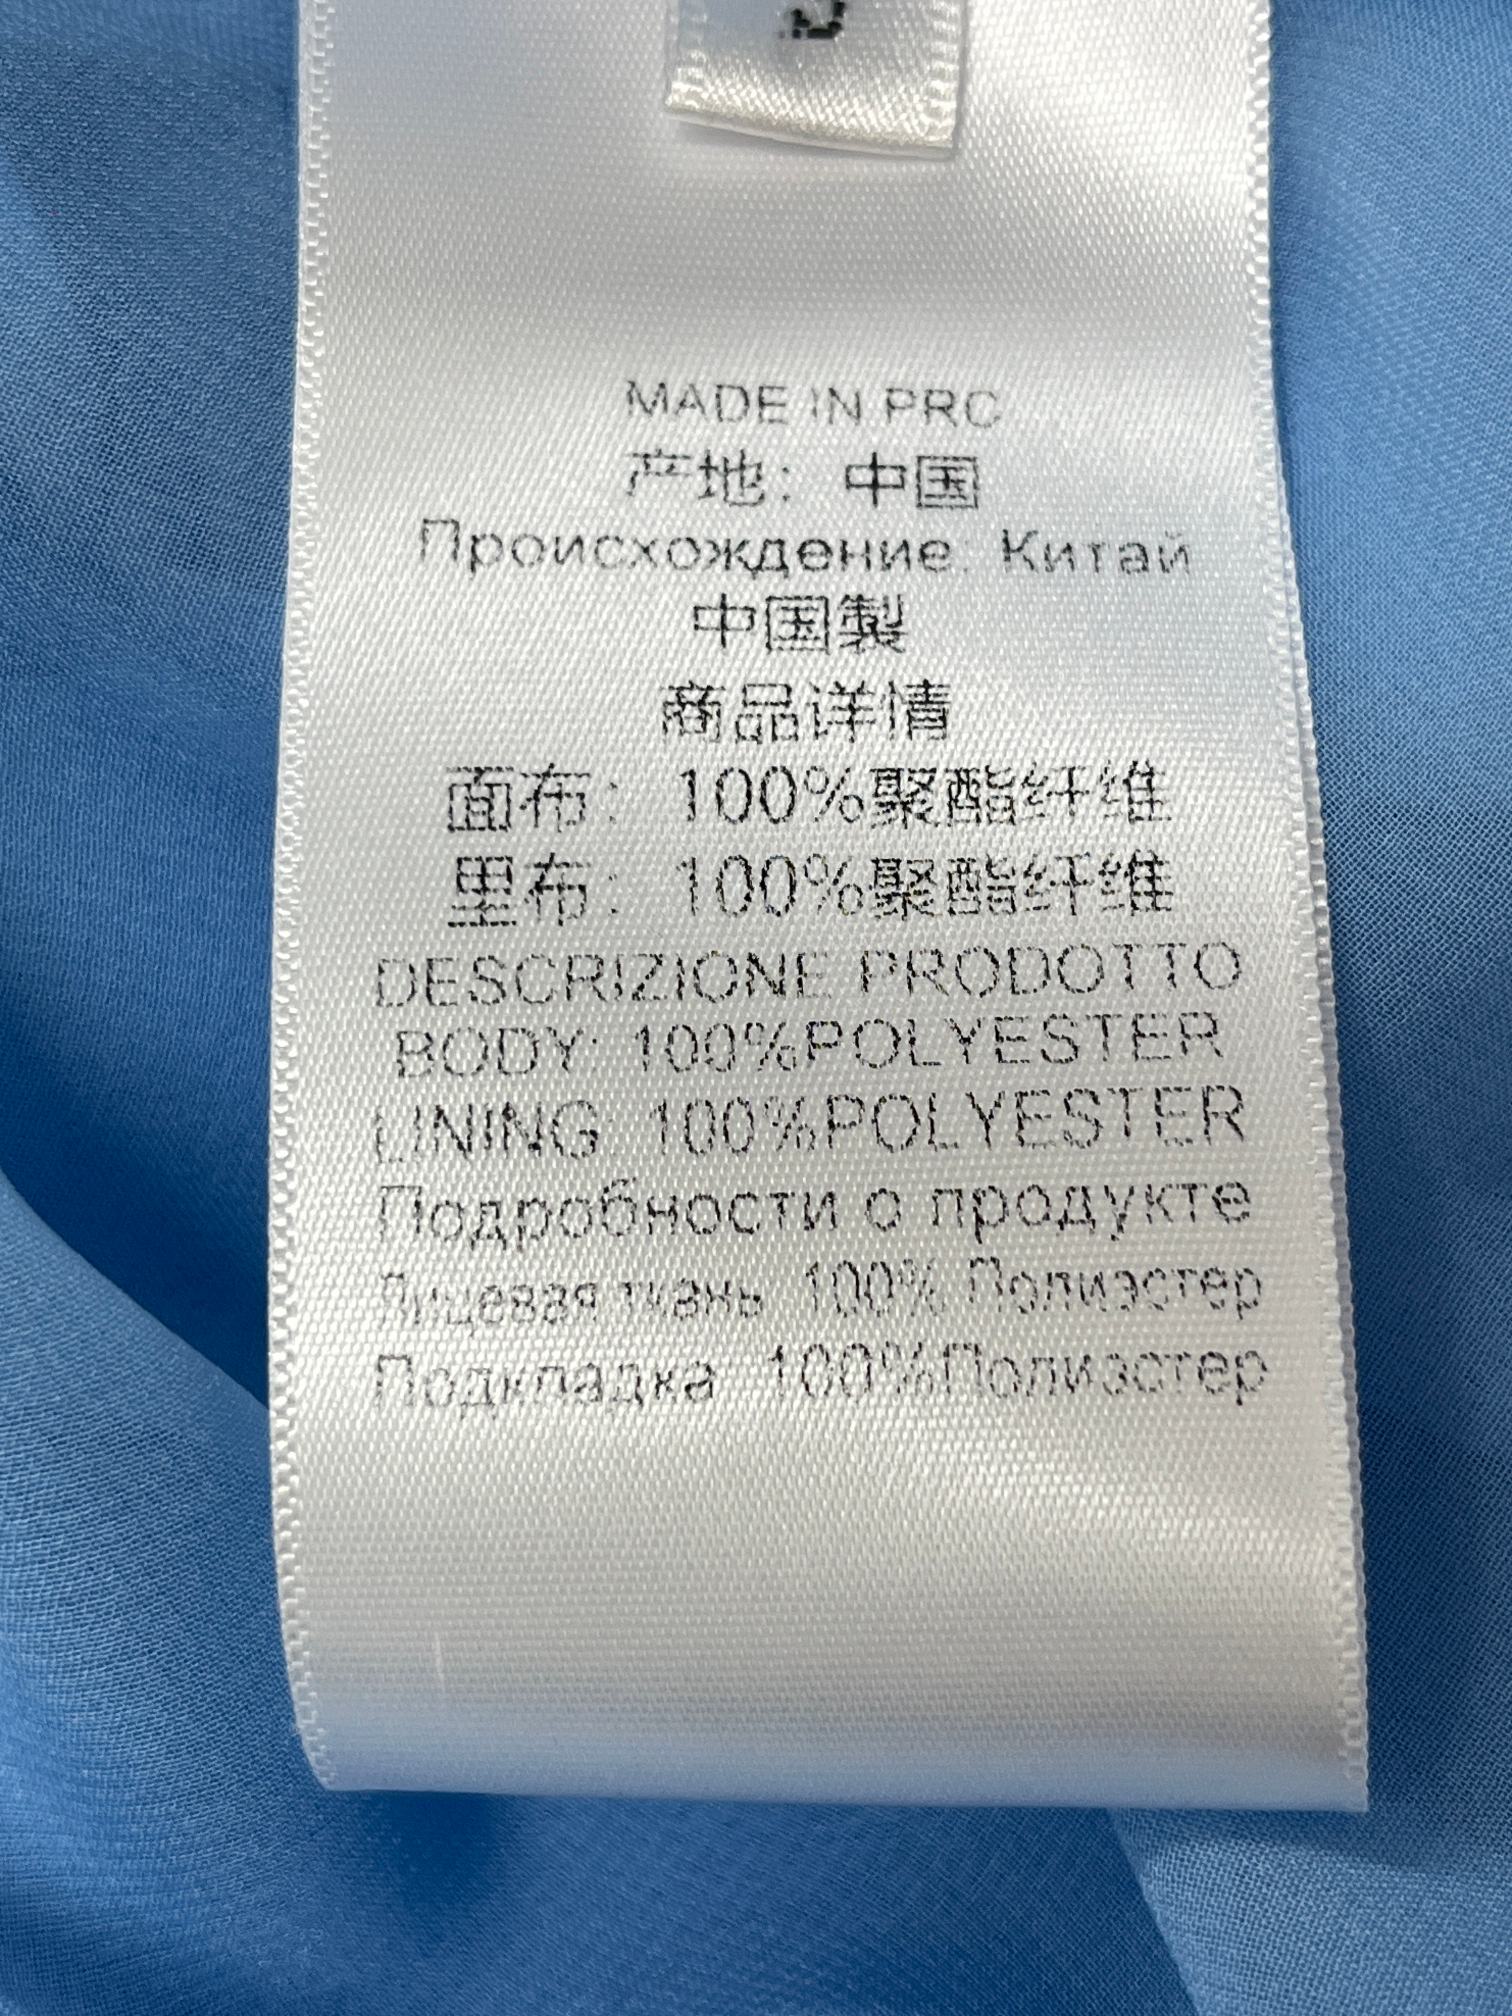 MADE IN PRC
产地：中国
Происхождение: Китай
中国製
商品详情
面布：100%聚酯纤维
里布：100%聚酯纤维
DESCRIZIONE PRODOTTO
BODY: 100%POLYESTER
LINING: 100%POLYESTER
Подробности о продукте
Лицевая ткань 100% Полиэстер
Подкладка 100%Полиэстер